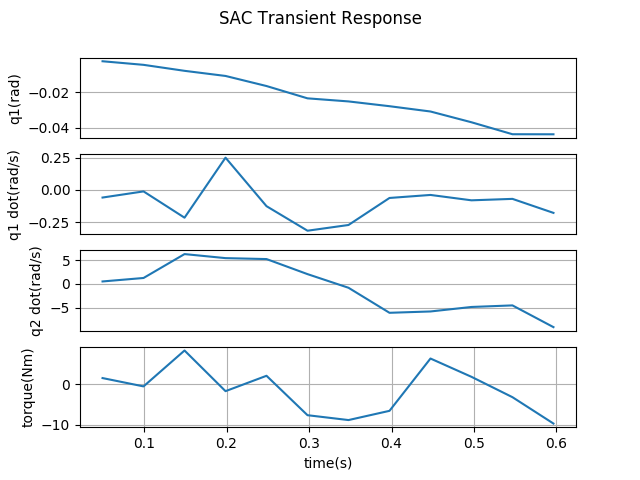 SAC Transient Response
q1(rad)
−0.02
−0.04
q1 dot(rad/s)
0.25
0.00
−0.25
q2 dot(rad/s)
5
0
−5
torque(Nm)
0
−10
0.1 0.2 0.3 0.4 0.5 0.6
time(s)